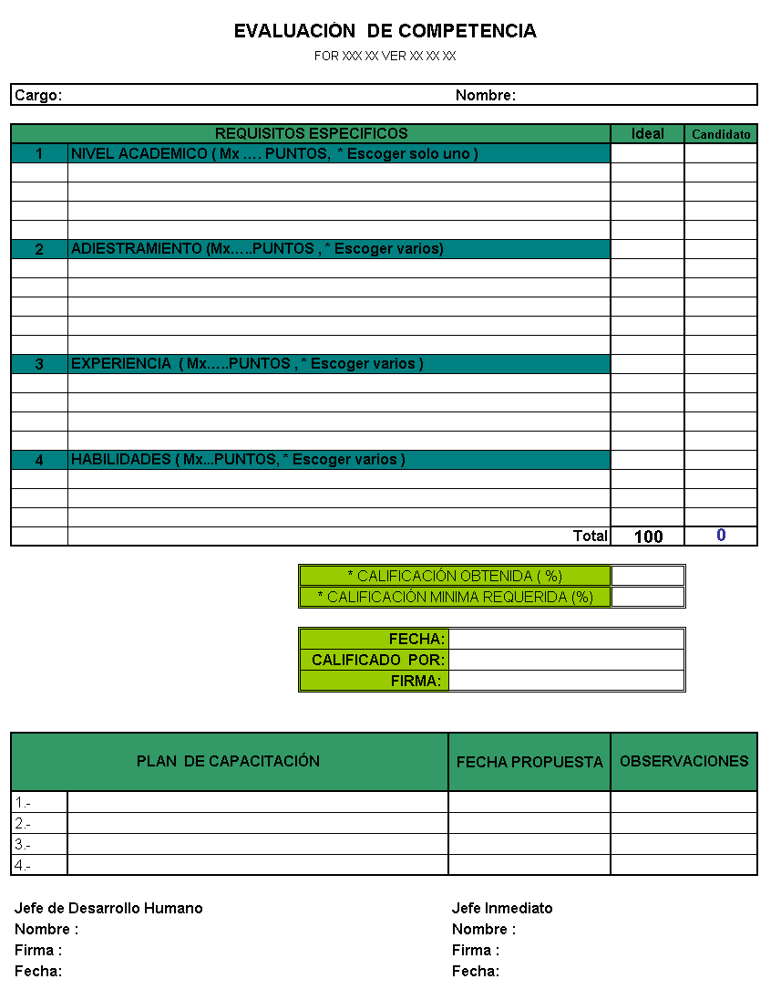 EVALUACIÓN DE COMPETENCIA
FOR XXX XX VER XX XX XX
Cargo: Nombre:
REQUISITOS ESPECIFICOS Ideal Candidato
1 NIVEL ACADEMICO ( Mx .... PUNTOS, * Escoger solo uno )
2 ADIESTRAMIENTO (Mx.....PUNTOS , * Escoger varios)
3 EXPERIENCIA ( Mx.....PUNTOS , * Escoger varios )
4 HABILIDADES ( Mx...PUNTOS, * Escoger varios )
Total 100 0
* CALIFICACIÓN OBTENIDA ( %)
* CALIFICACIÓN MINIMA REQUERIDA (%)
FECHA:
CALIFICADO POR:
FIRMA:
PLAN DE CAPACITACIÓN FECHA PROPUESTA OBSERVACIONES
1.-
2.-
3.-
4.-
Jefe de Desarrollo Humano Jefe Inmediato
Nombre : Nombre :
Firma : Firma :
Fecha: Fecha: